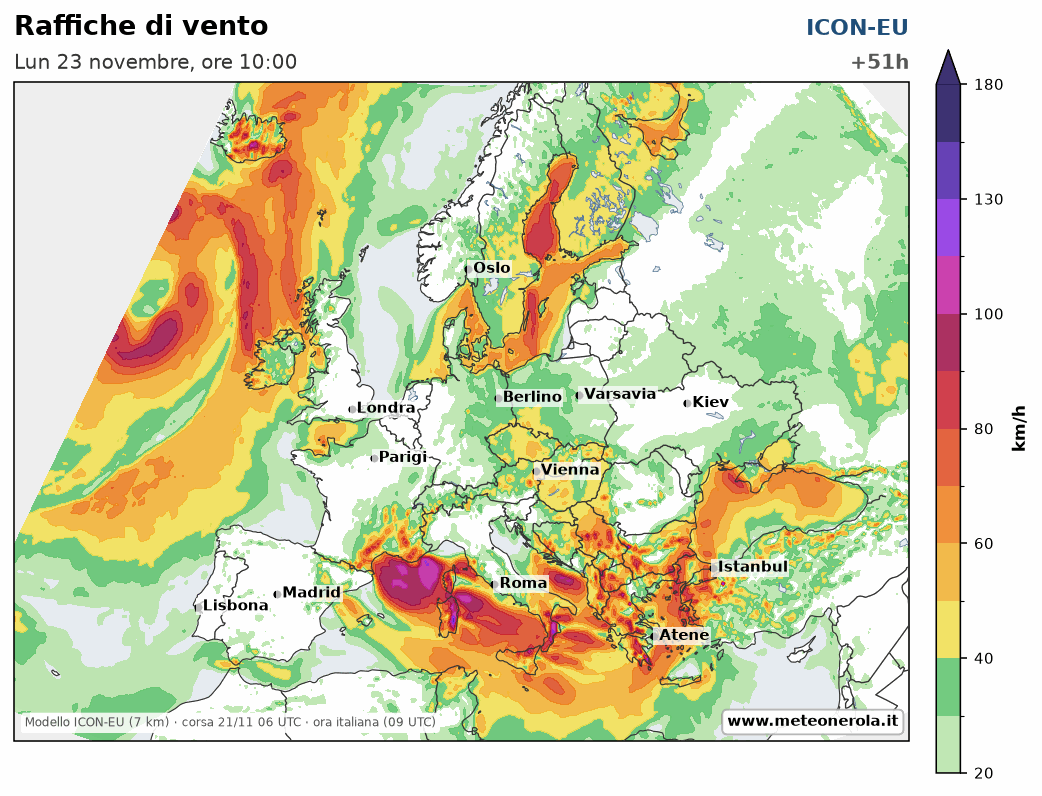 Raffiche di vento
ICON-EU
Lun 23 novembre, ore 10:00
+51h
180
130
100
80
60
40
20
km/h
Oslo
Berlino
Varsavia
Kiev
Londra
Parigi
Vienna
Istanbul
Roma
Madrid
Lisbona
Atene
Modello ICON-EU (7 km) · corsa 21/11 06 UTC · ora italiana (09 UTC)
www.meteonerola.it